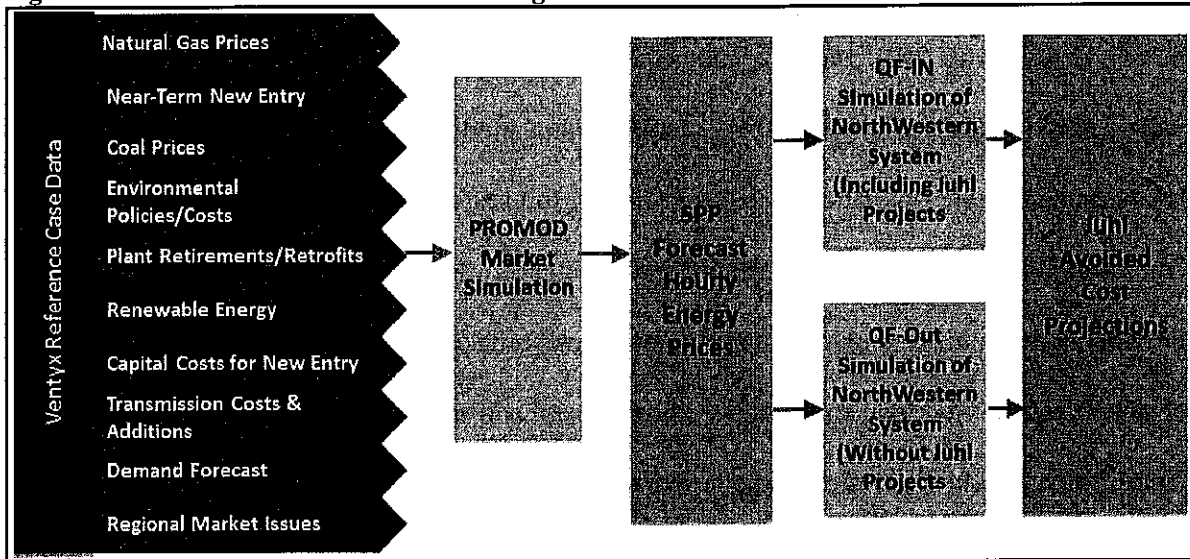 Ventyx Reference Case Data
Natural Gas Prices
Near-Term New Entry
Coal Prices
Environmental
Policies/Costs
Plant Retirements/Retrofits
Renewable Energy
Capital Costs for New Entry
Transmission Costs &
Additions
Demand Forecast
Regional Market Issues
PROMOD
Market
Simulation
SPP
Forecast
Hourly
Energy
Prices
QF-IN
Simulation of
NorthWestern
System
(Including Juhl
Projects
QF-Out
Simulation of
NorthWestern
System
(Without Juhl
Projects
Juhl
Avoided
Cost
Projections